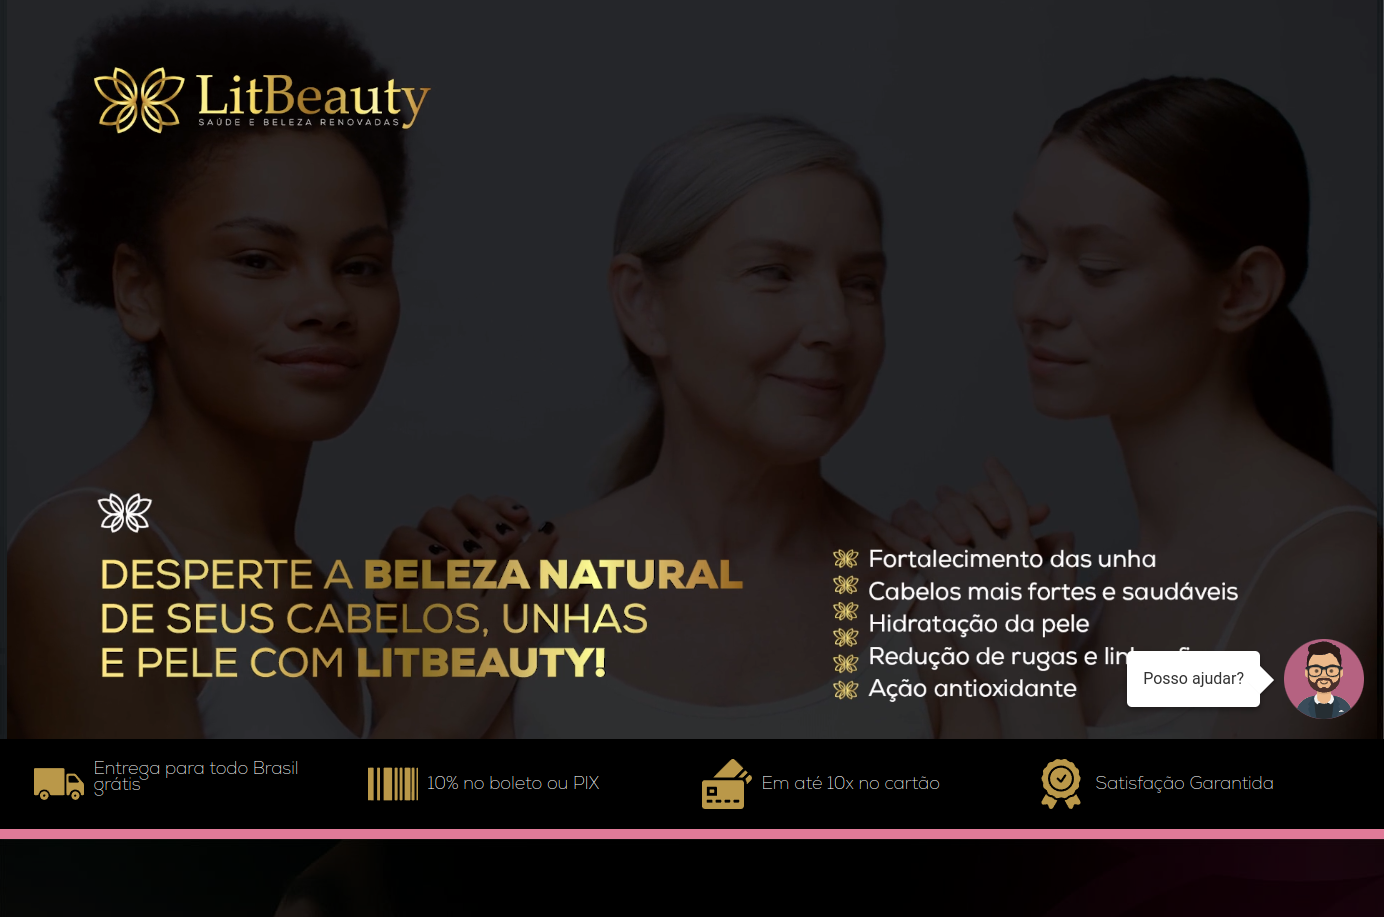 LitBeauty
SAÚDE E BELEZA RENOVADAS
DESPERTE A BELEZA NATURAL
DE SEUS CABELOS, UNHAS
E PELE COM LITBEAUTY!
Fortalecimento das unha
Cabelos mais fortes e saudáveis
Hidratação da pele
Redução de rugas e
Ação antioxidante
Posso ajudar?
Entrega para todo Brasil
grátis
10% no boleto ou PIX
Em até 10x no cartão
Satisfação Garantida